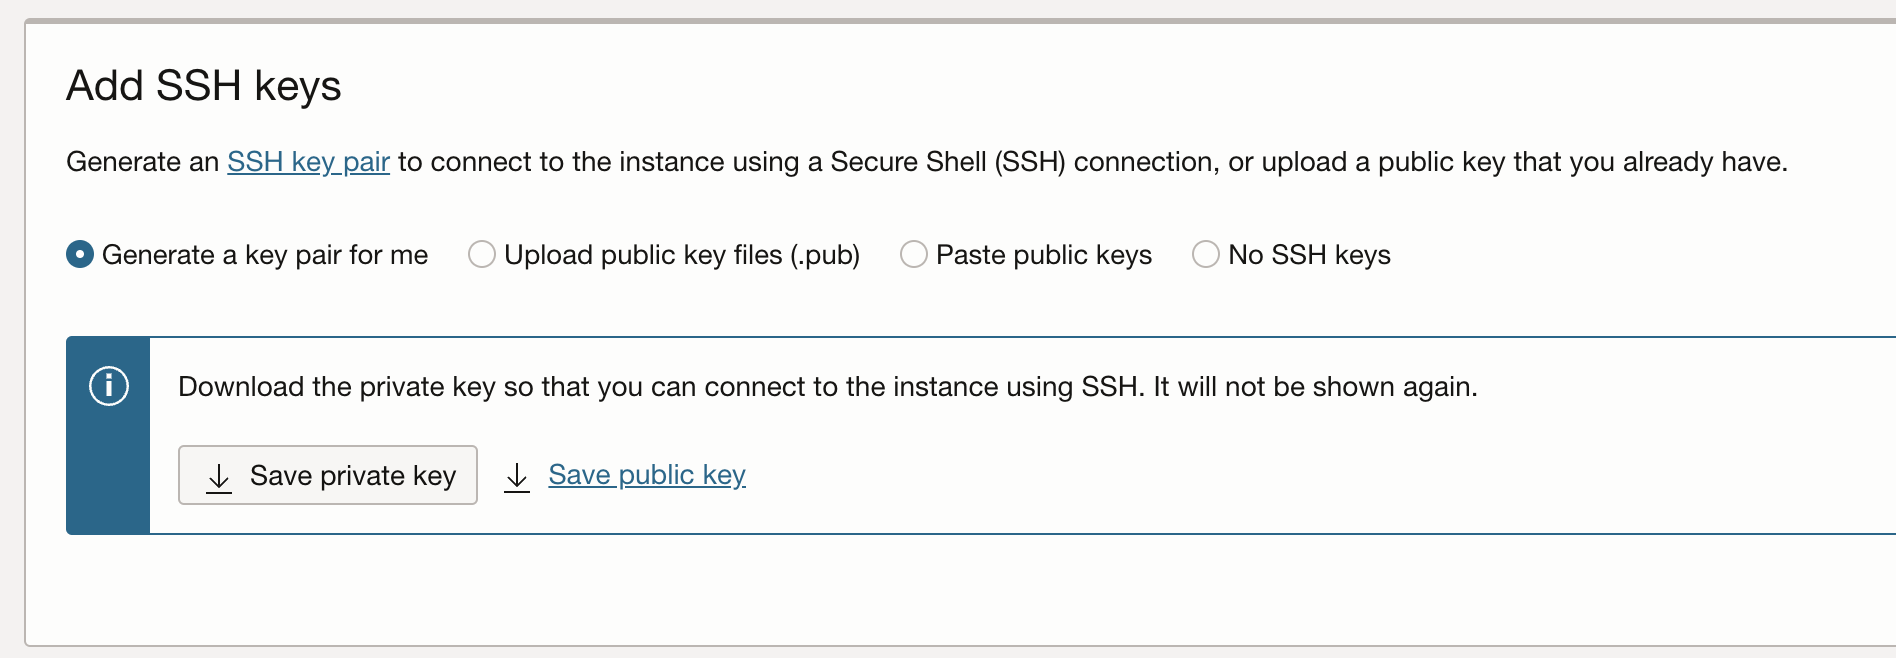 Add SSH keys
Generate an SSH key pair to connect to the instance using a Secure Shell (SSH) connection, or upload a public key that you already have.
Generate a key pair for me Upload public key files (.pub) Paste public keys No SSH keys
Download the private key so that you can connect to the instance using SSH. It will not be shown again.
Save private key Save public key